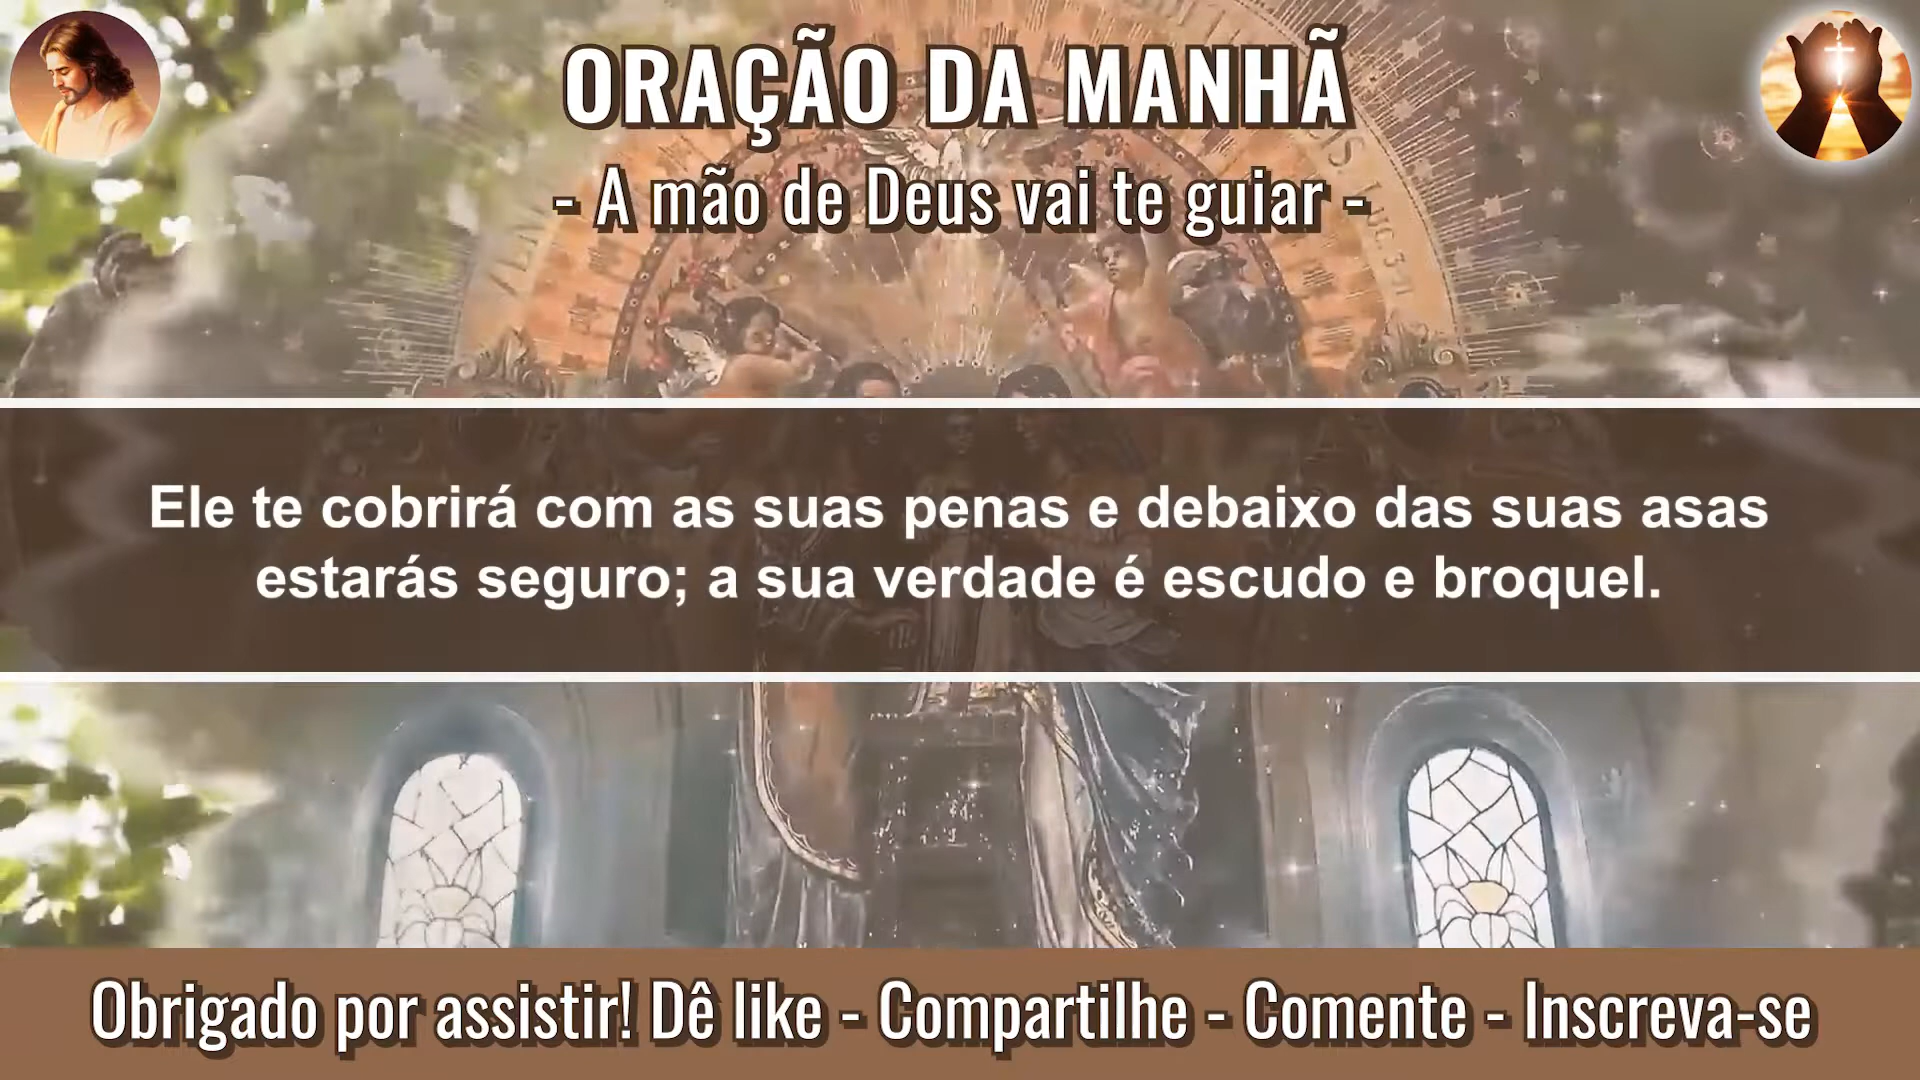 ORAÇÃO DA MANHÃ
- A mão de Deus vai te guiar -
Ele te cobrirá com as suas penas e debaixo das suas asas
estarás seguro; a sua verdade é escudo e broquel.
Obrigado por assistir! Dê like - Compartilhe - Comente - Inscreva-se